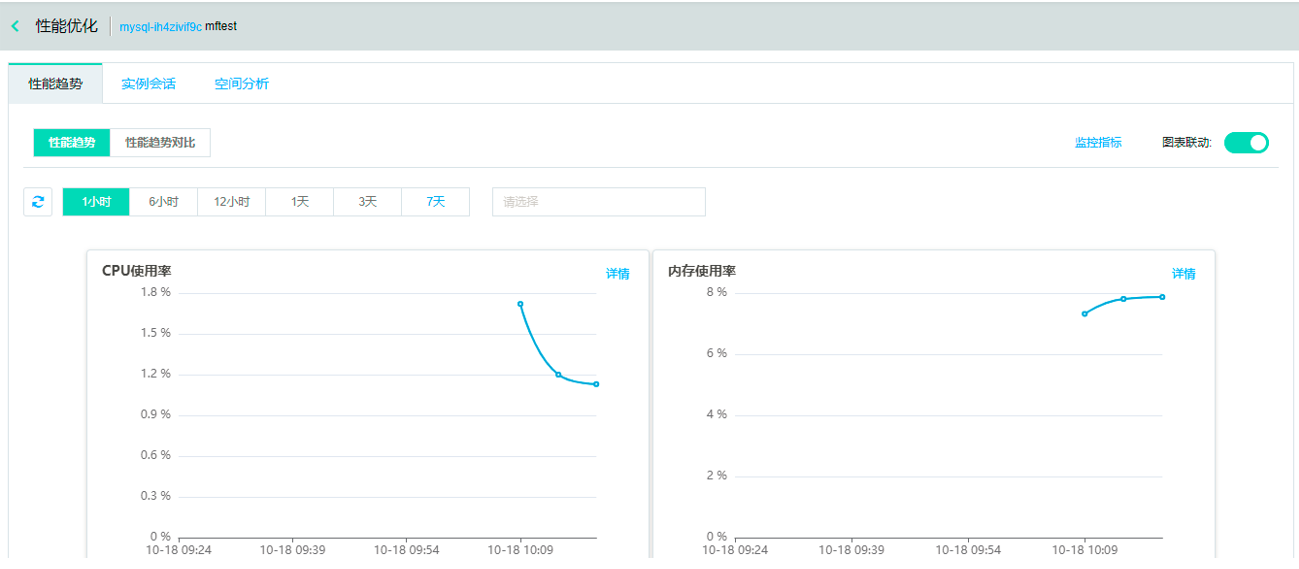 性能优化 mysql-ih4zivif9c mftest
性能趋势 实例会话 空间分析
性能趋势 性能趋势对比 监控指标 图表联动:
1小时 6小时 12小时 1天 3天 7天 请选择
CPU使用率 详情
1.8 %
1.5 %
1.2 %
0.9 %
0.6 %
0.3 %
0 %
10-18 09:24 10-18 09:39 10-18 09:54 10-18 10:09
内存使用率 详情
8 %
6 %
4 %
2 %
0 %
10-18 09:24 10-18 09:39 10-18 09:54 10-18 10:09